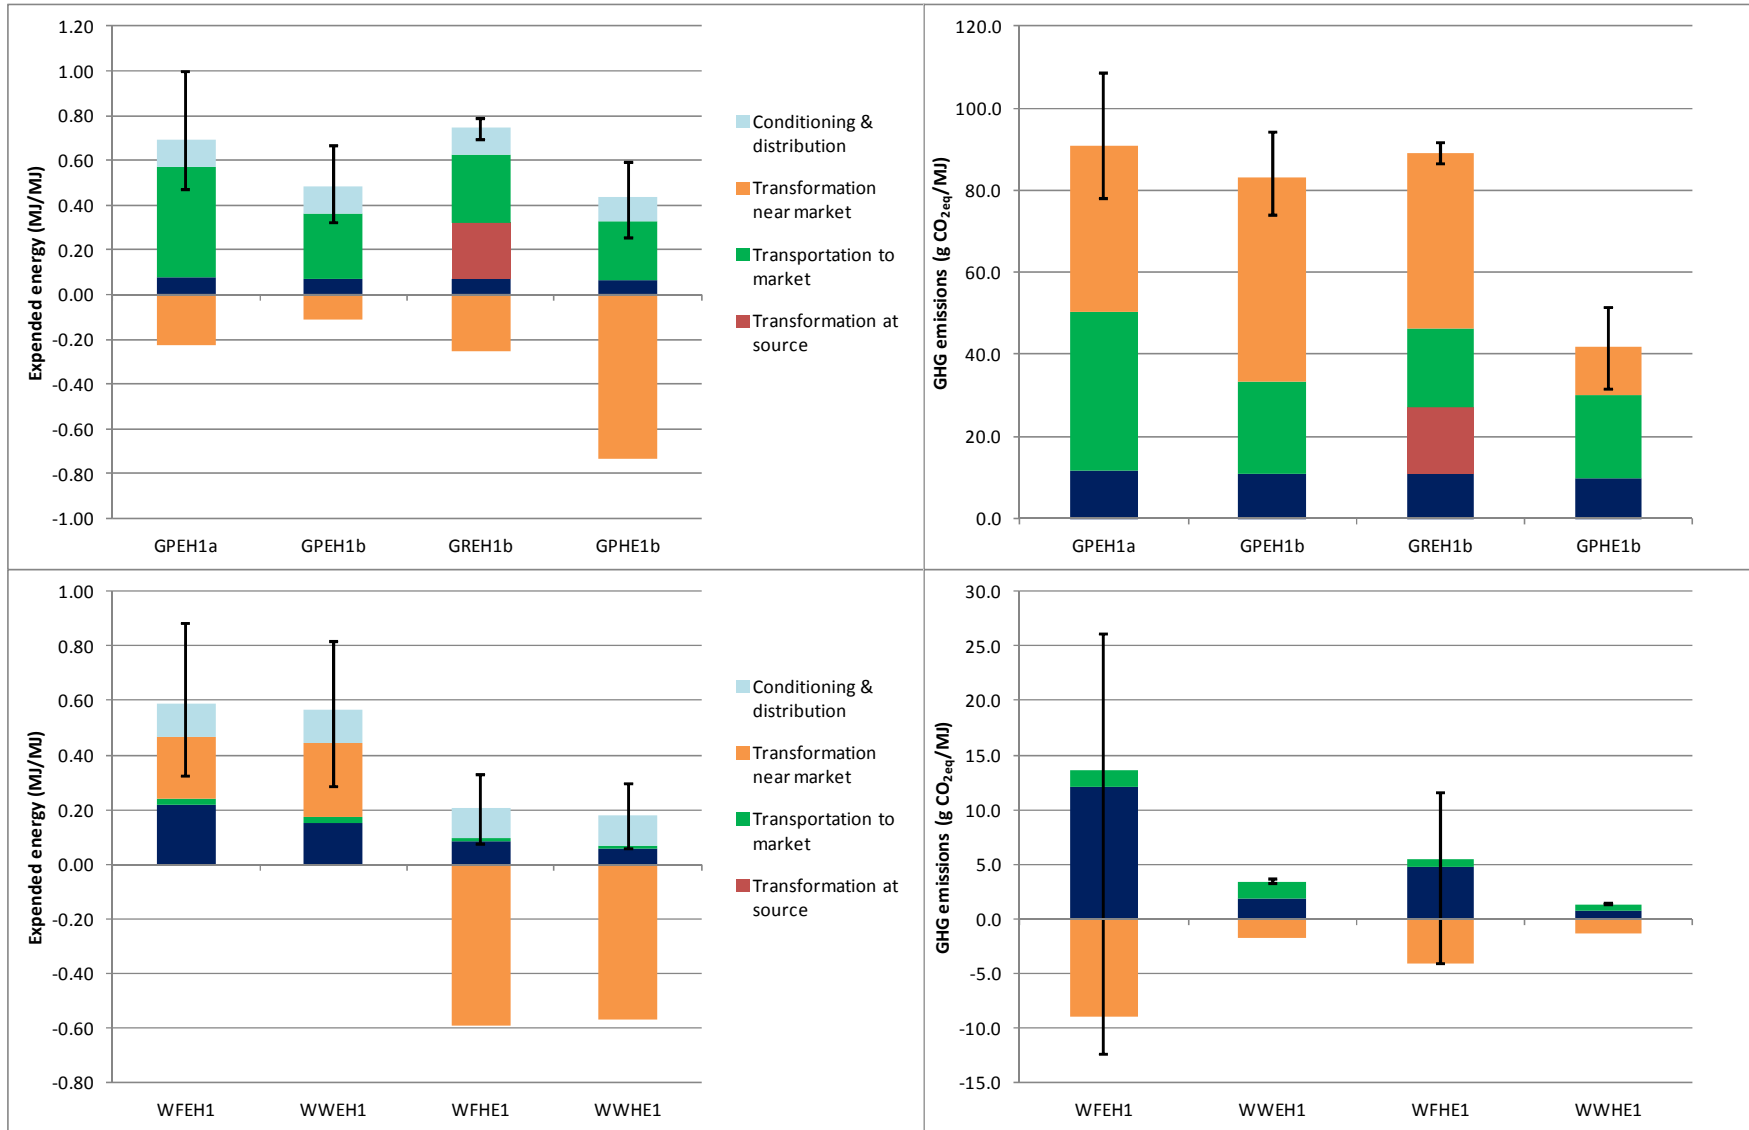 Expended energy (MJ/MJ)
1.20
1.00
0.80
0.60
0.40
0.20
0.00
-0.20
-0.40
-0.60
-0.80
-1.00
GPEH1a GPEH1b GREH1b GPHE1b
Conditioning &
distribution
Transformation
near market
Transportation to
market
Transformation at
source
GHG emissions (g CO2eq/MJ)
120.0
100.0
80.0
60.0
40.0
20.0
0.0
GPEH1a GPEH1b GREH1b GPHE1b
Expended energy (MJ/MJ)
1.00
0.80
0.60
0.40
0.20
0.00
-0.20
-0.40
-0.60
-0.80
WFEH1 WWEH1 WFHE1 WWHE1
Conditioning &
distribution
Transformation
near market
Transportation to
market
Transformation at
source
GHG emissions (g CO2eq/MJ)
30.0
25.0
20.0
15.0
10.0
5.0
0.0
-5.0
-10.0
-15.0
WFEH1 WWEH1 WFHE1 WWHE1